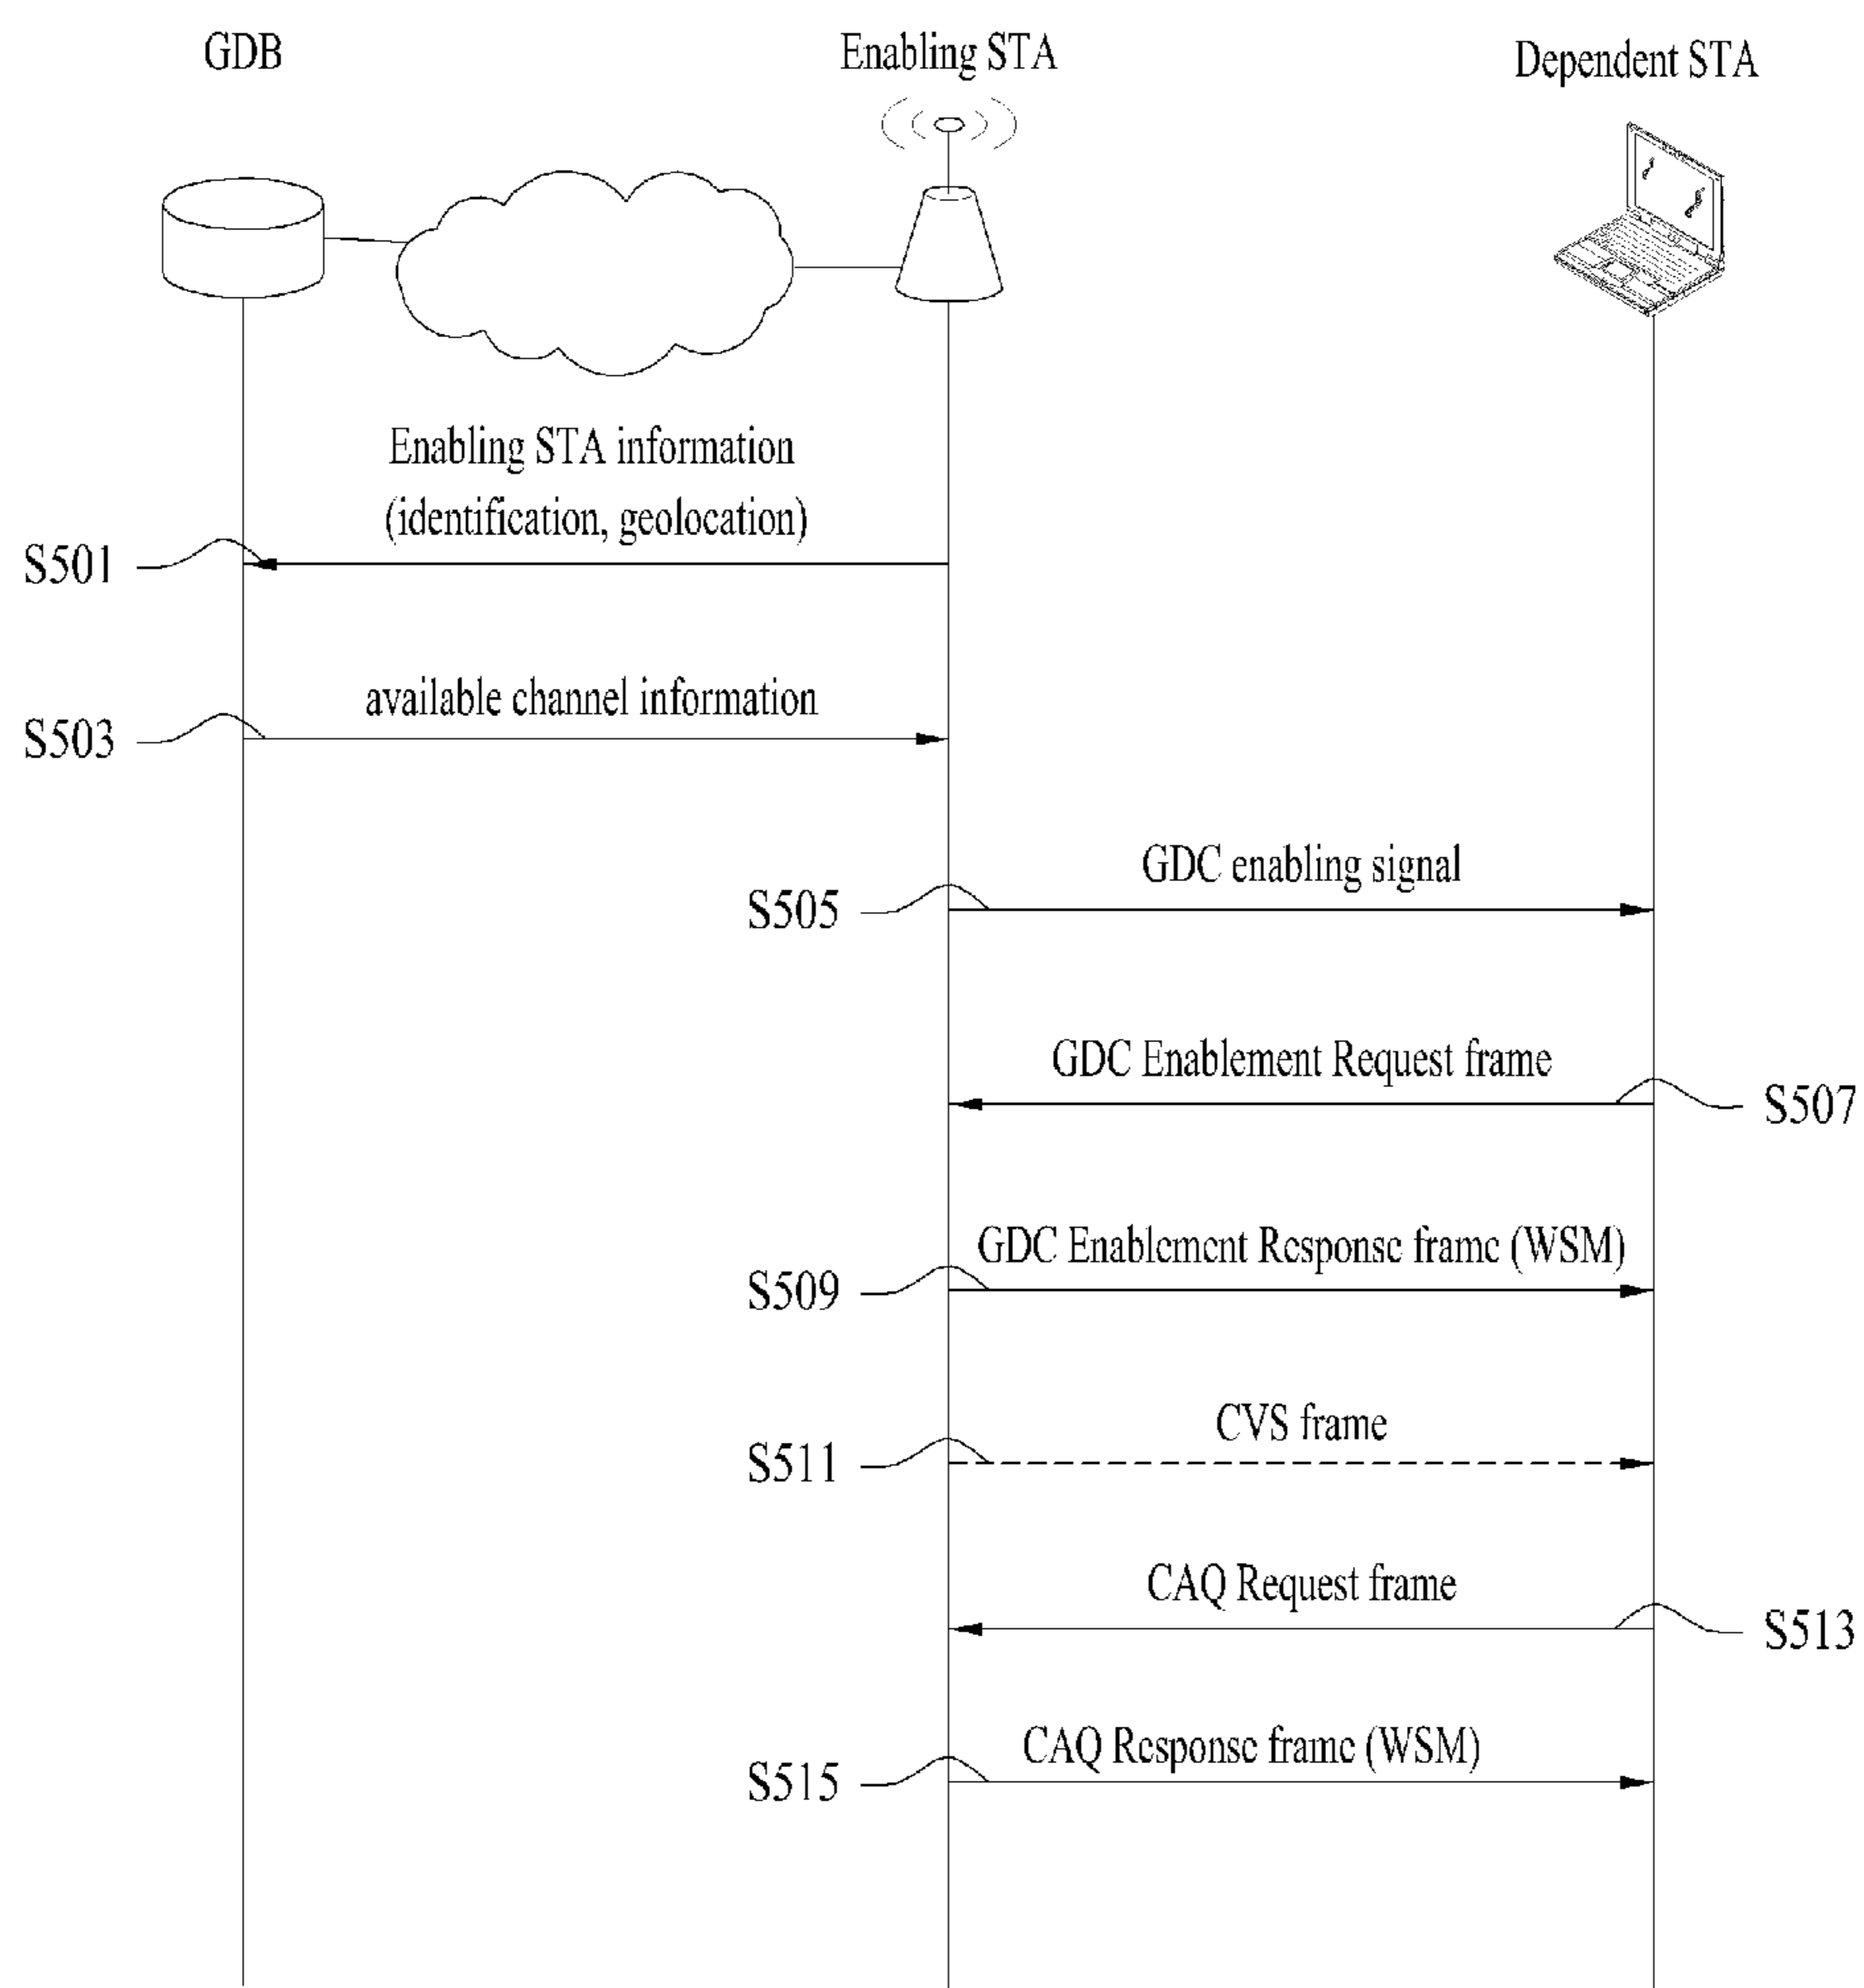 GDB
Enabling STA
Dependent STA
Enabling STA information
(identification, geolocation)
S501
available channel information
S503
GDC enabling signal
S505
GDC Enablement Request frame
S507
GDC Enablement Response frame (WSM)
S509
CVS frame
S511
CAQ Request frame
S513
CAQ Response frame (WSM)
S515